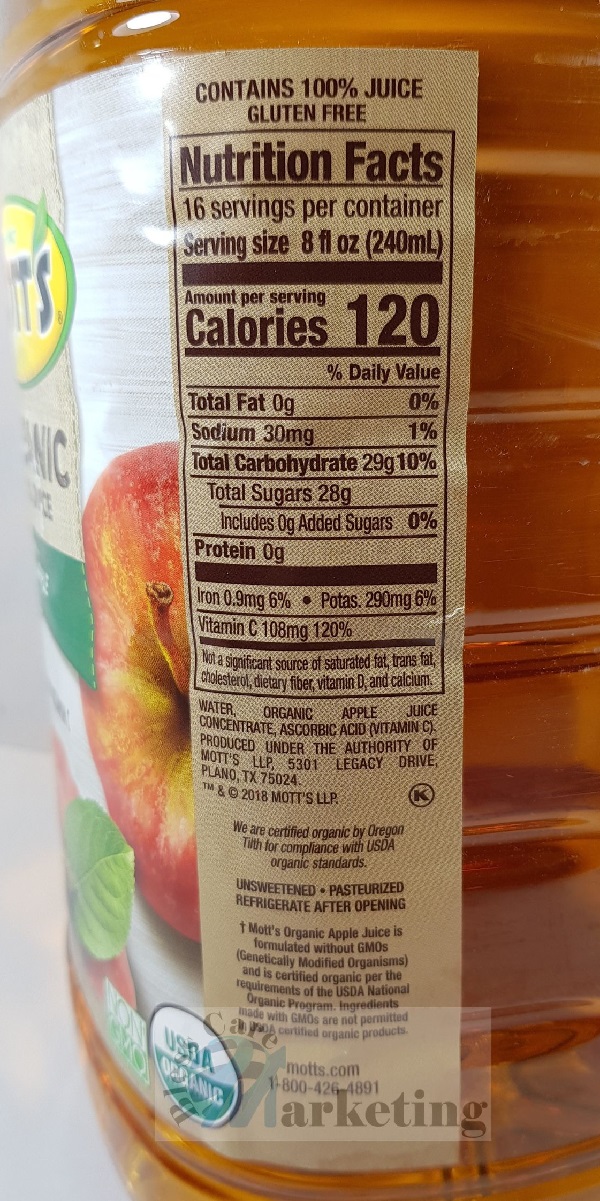 CONTAINS 100% JUICE
GLUTEN FREE
Nutrition Facts
16 servings per container
Serving size 8 fl oz (240mL)
Amount per serving
Calories 120
% Daily Value
Total Fat 0g 0%
Sodium 30mg 1%
Total Carbohydrate 29g 10%
Total Sugars 28g
Includes 0g Added Sugars 0%
Protein 0g
Iron 0.9mg 6% • Potas. 290mg 6%
Vitamin C 108mg 120%
Not a significant source of saturated fat, trans fat,
cholesterol, dietary fiber, vitamin D, and calcium.
WATER, ORGANIC APPLE JUICE
CONCENTRATE, ASCORBIC ACID (VITAMIN C).
PRODUCED UNDER THE AUTHORITY OF
MOTT'S LLP, 5301 LEGACY DRIVE,
PLANO, TX 75024.
™ & © 2018 MOTT'S LLP.
K
We are certified organic by Oregon
Tilth for compliance with USDA
organic standards.
UNSWEETENED • PASTEURIZED
REFRIGERATE AFTER OPENING
† Mott's Organic Apple Juice is
formulated without GMOs
(Genetically Modified Organisms)
and is certified organic per the
requirements of the USDA National
Organic Program. Ingredients
made with GMOs are not permitted
in USDA certified organic products.
motts.com
1-800-426-4891
TT'S
®
NIC
NON
GMO
USDA
ORGANIC
Care
Marketing